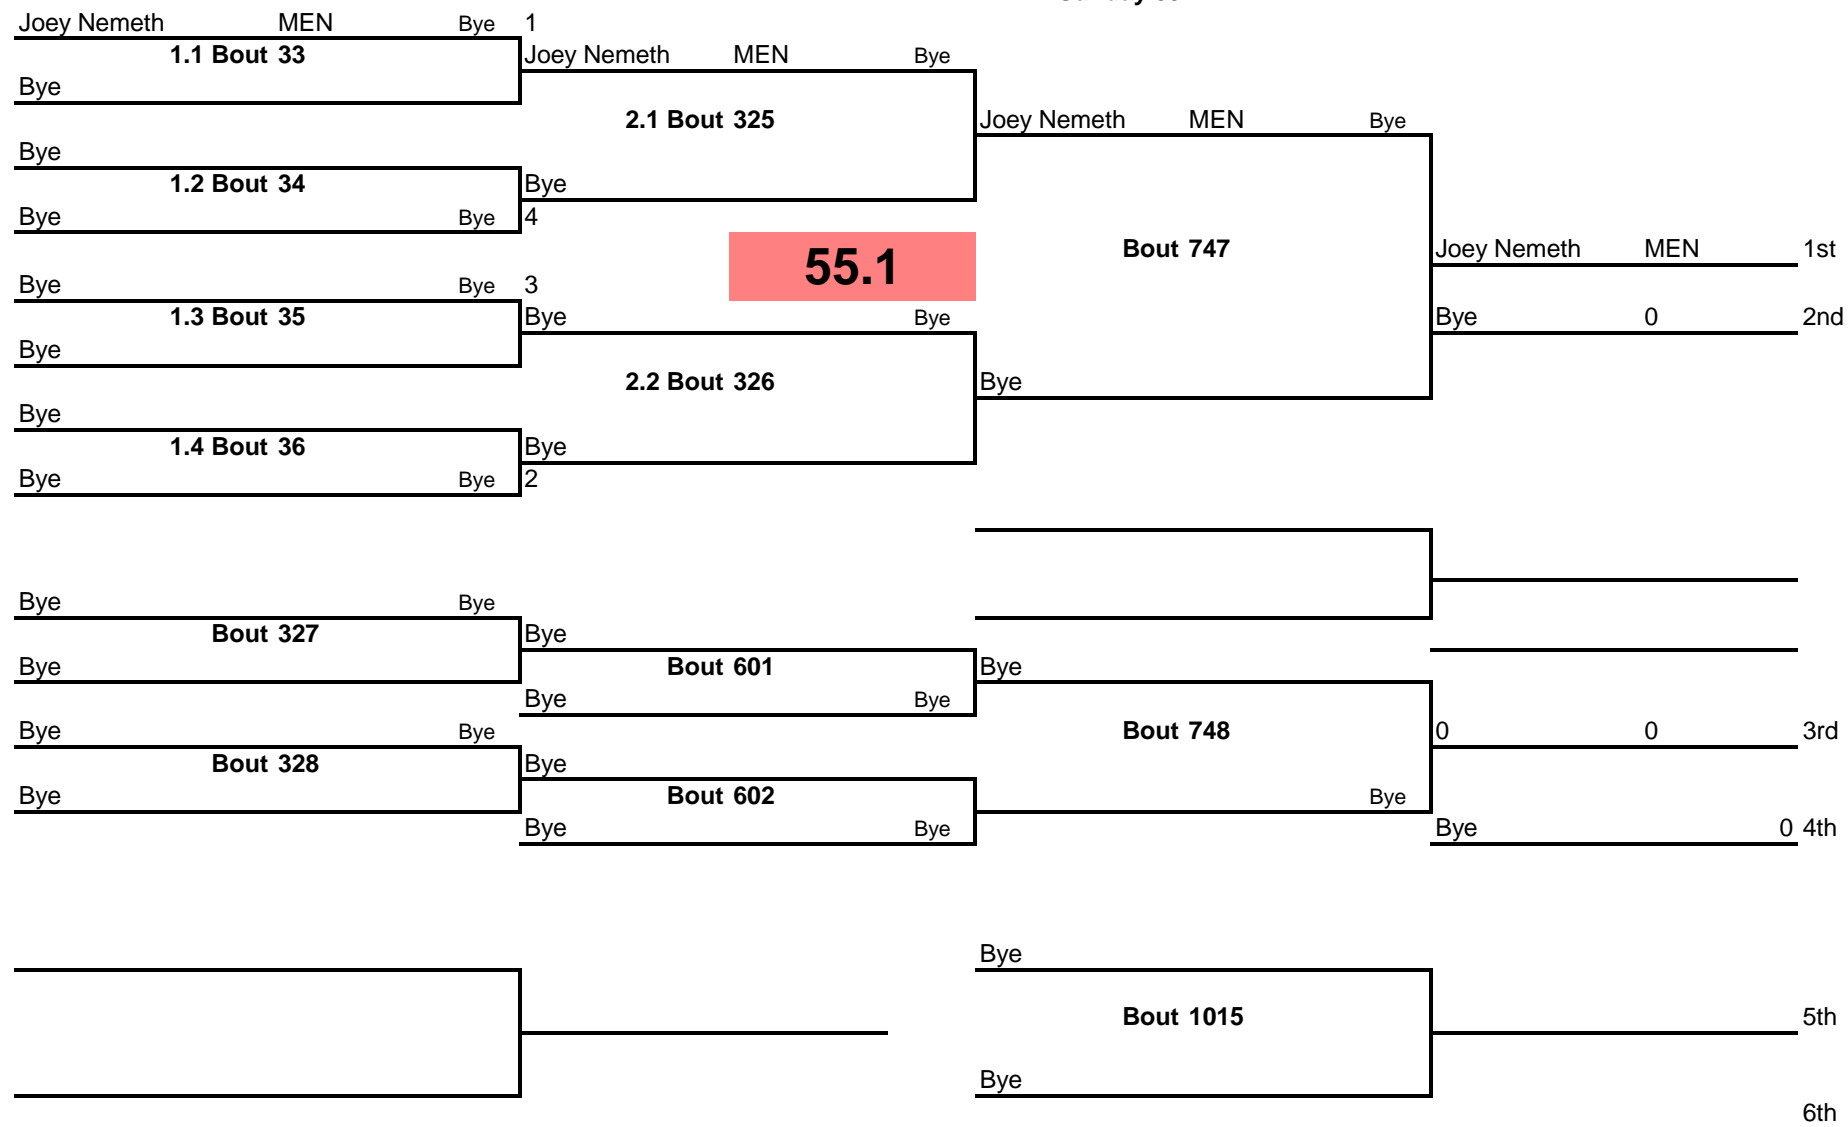 Joey Nemeth MEN Bye 1
1.1 Bout 33
Joey Nemeth MEN Bye
Bye
2.1 Bout 325
Joey Nemeth MEN Bye
Bye
1.2 Bout 34
Bye
Bye Bye 4
55.1
Bout 747
Joey Nemeth MEN 1st
Bye Bye 3
1.3 Bout 35
Bye Bye
Bye 0 2nd
Bye
2.2 Bout 326
Bye
Bye
1.4 Bout 36
Bye
Bye Bye 2
Bye Bye
Bout 327
Bye
Bye
Bout 601
Bye
Bye Bye
Bye Bye
Bout 748
0 0 3rd
Bout 328
Bye
Bye
Bout 602
Bye
Bye Bye
Bye 0 4th
Bye
Bout 1015
5th
Bye
6th